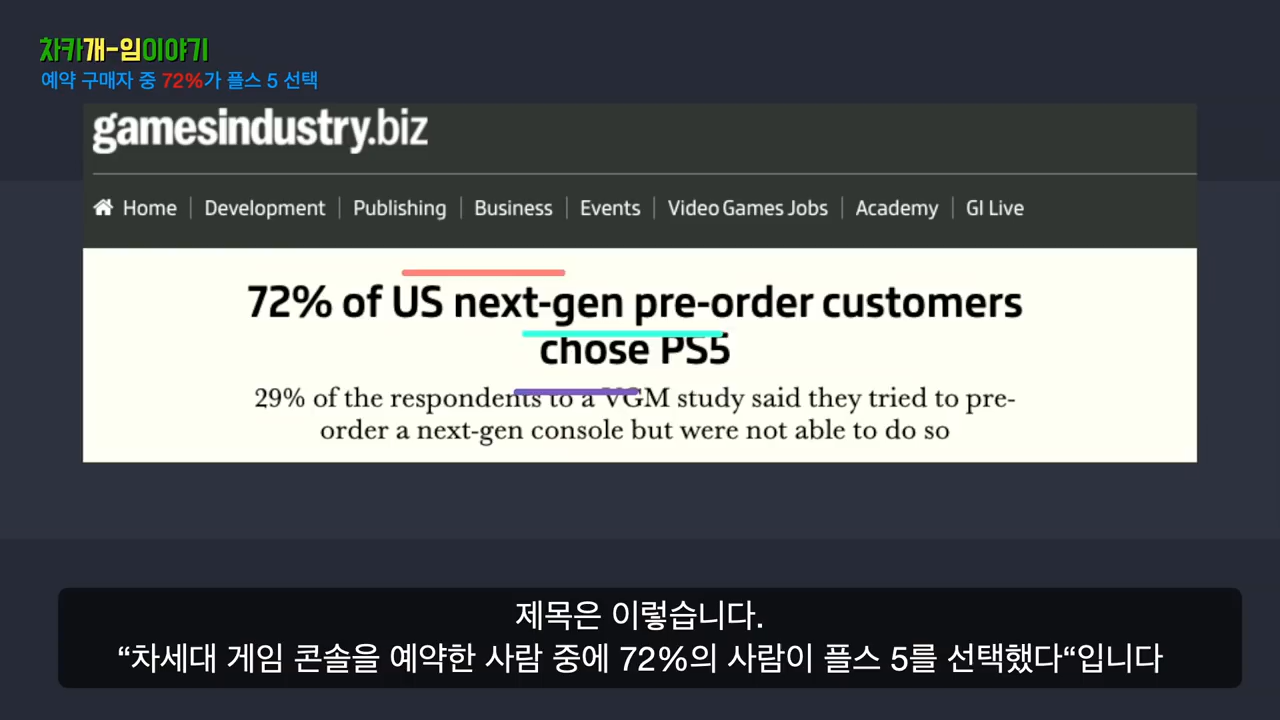 차카개-임이야기
예약 구매자 중 72%가 플스 5 선택
gamesindustry.biz
Home Development Publishing Business Events Video Games Jobs Academy GI Live
72% of US next-gen pre-order customers
chose PS5
29% of the respondents to a VGM study said they tried to pre-
order a next-gen console but were not able to do so
제목은 이렇습니다.
“차세대 게임 콘솔을 예약한 사람 중에 72%의 사람이 플스 5를 선택했다“입니다